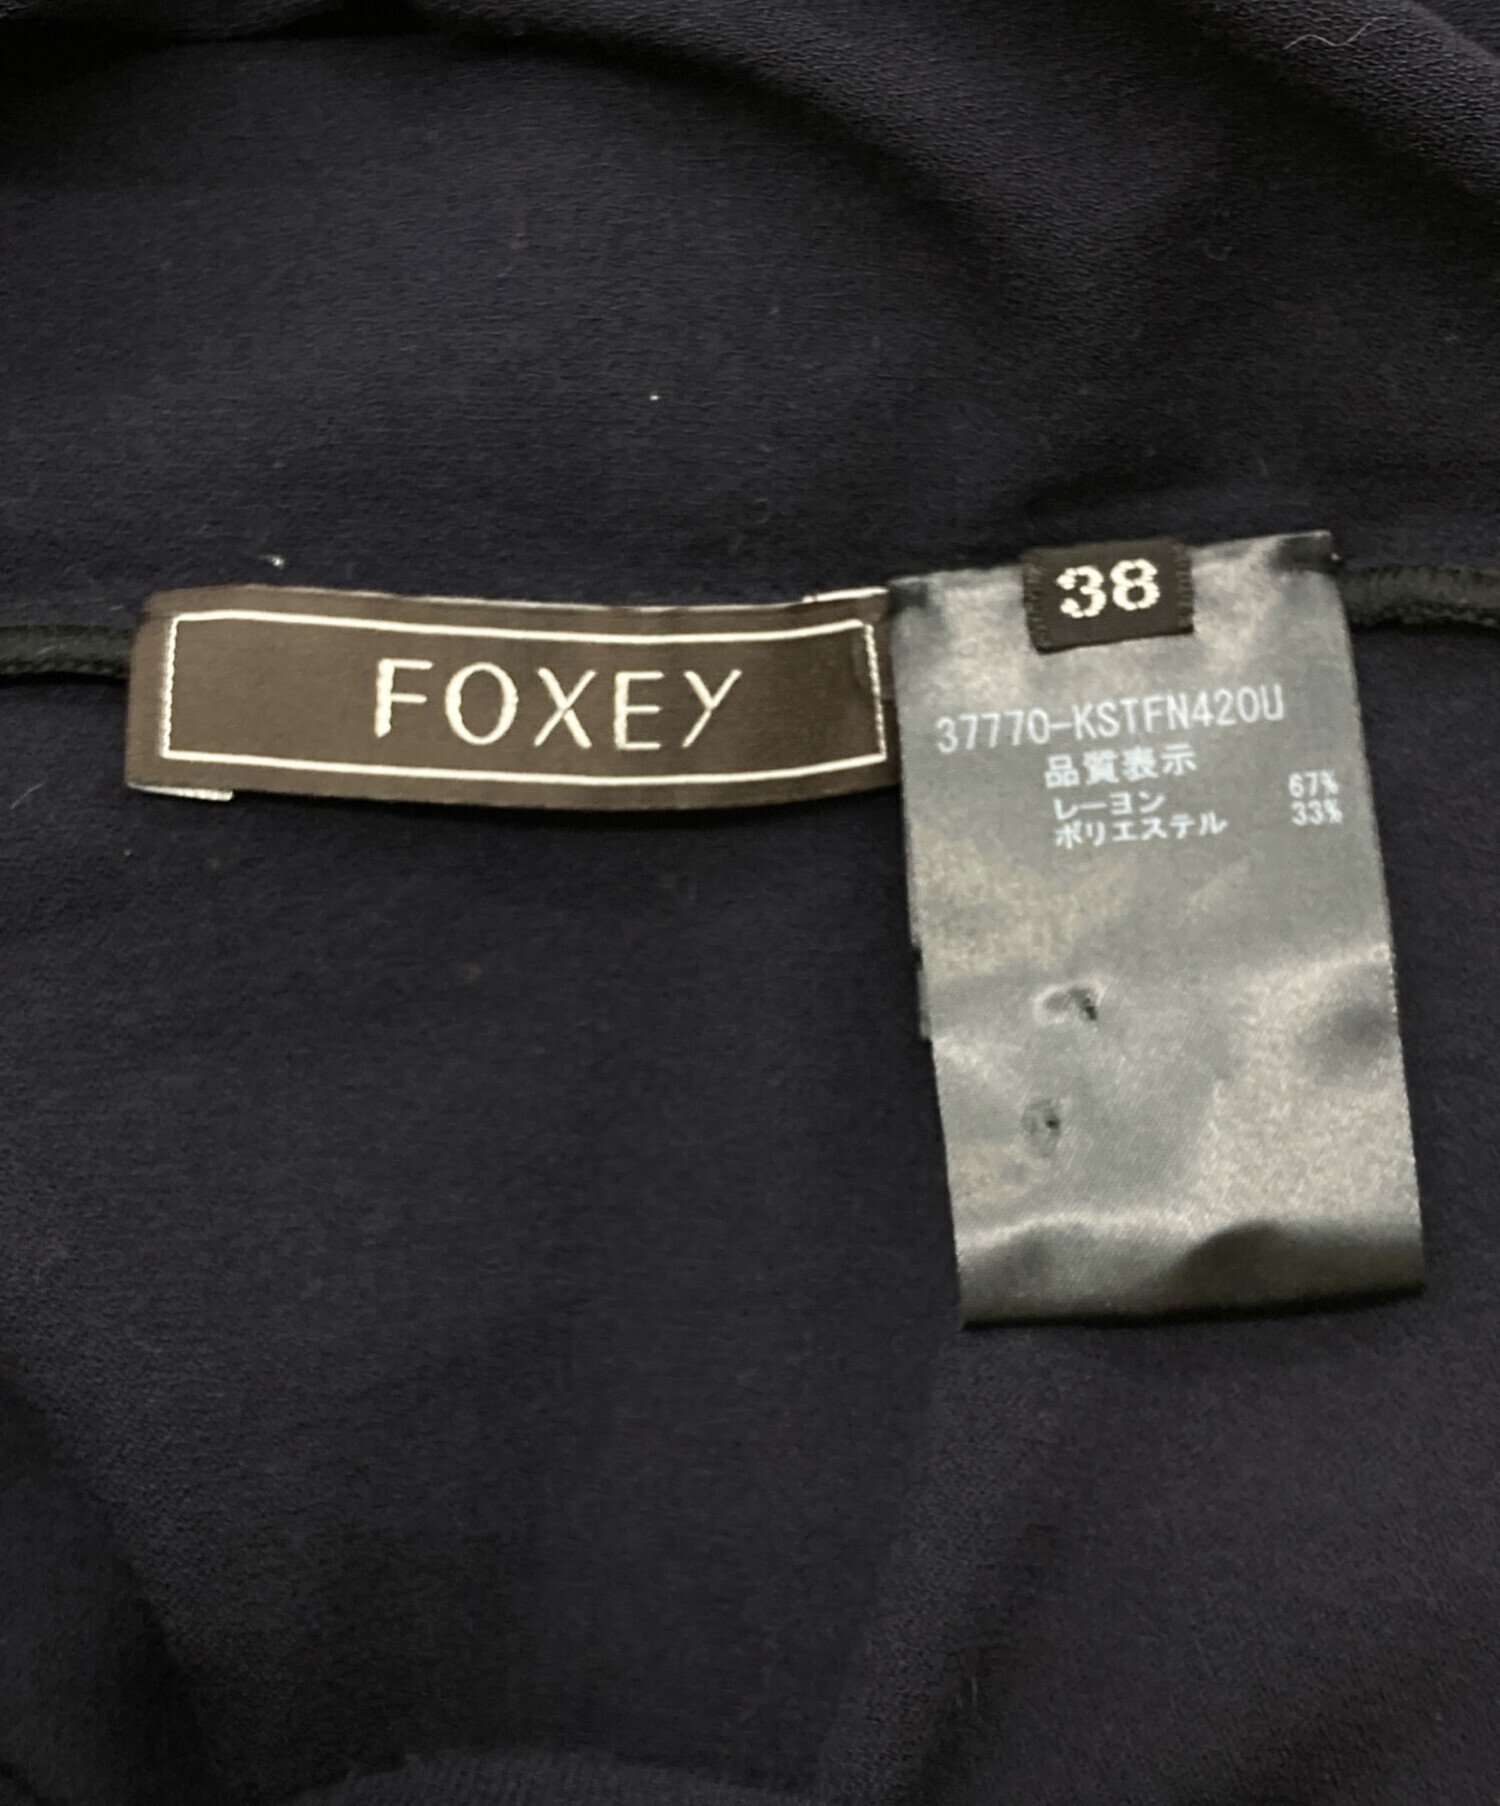 FOXEY
38
37770-KSTFN420U
品質表示
レーヨン 67%
ポリエステル 33%